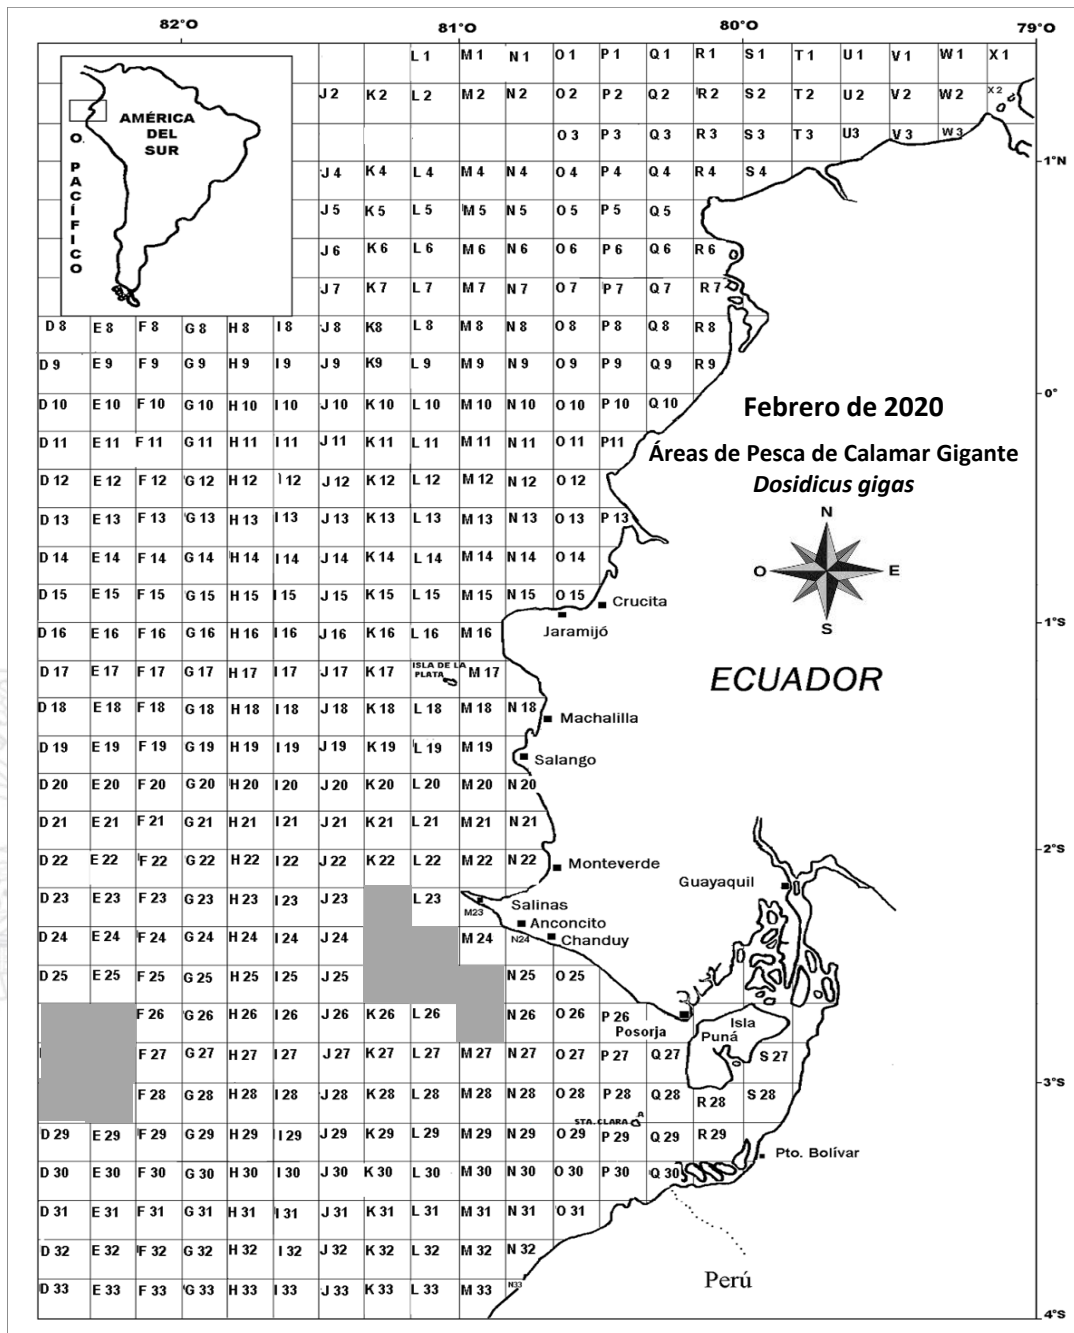 82°O 81°O 80°O 79°O
L 1 M 1 N 1 O 1 P 1 Q 1 R 1 S 1 T 1 U 1 V 1 W 1 X 1
J 2 K 2 L 2 M 2 N 2 O 2 P 2 Q 2 R 2 S 2 T 2 U 2 V 2 W 2 X 2
AMÉRICA
DEL
SUR
O. PACÍFICO
O 3 P 3 Q 3 R 3 S 3 T 3 U3 V 3 W 3
1°N
J 4 K 4 L 4 M 4 N 4 O 4 P 4 Q 4 R 4 S 4
J 5 K 5 L 5 M 5 N 5 O 5 P 5 Q 5
J 6 K 6 L 6 M 6 N 6 O 6 P 6 Q 6 R 6
J 7 K 7 L 7 M 7 N 7 O 7 P 7 Q 7 R 7
D 8 E 8 F 8 G 8 H 8 I 8 J 8 K8 L 8 M 8 N 8 O 8 P 8 Q 8 R 8
D 9 E 9 F 9 G 9 H 9 I 9 J 9 K9 L 9 M 9 N 9 O 9 P 9 Q 9 R 9
D 10 E 10 F 10 G 10 H 10 I 10 J 10 K 10 L 10 M 10 N 10 O 10 P 10 Q 10 0°
Febrero de 2020
D 11 E 11 F 11 G 11 H 11 I 11 J 11 K 11 L 11 M 11 N 11 O 11 P11
Áreas de Pesca de Calamar Gigante
Dosidicus gigas
D 12 E 12 F 12 G 12 H 12 I 12 J 12 K 12 L 12 M 12 N 12 O 12
D 13 E 13 F 13 G 13 H 13 I 13 J 13 K 13 L 13 M 13 N 13 O 13 P 13
N
O E
S
D 14 E 14 F 14 G 14 H 14 I 14 J 14 K 14 L 14 M 14 N 14 O 14
D 15 E 15 F 15 G 15 H 15 I 15 J 15 K 15 L 15 M 15 N 15 O 15
Crucita
Jaramijó
1°S
D 16 E 16 F 16 G 16 H 16 I 16 J 16 K 16 L 16 M 16
D 17 E 17 F 17 G 17 H 17 I 17 J 17 K 17 ISLA DE LA PLATA M 17
ECUADOR
D 18 E 18 F 18 G 18 H 18 I 18 J 18 K 18 L 18 M 18 N 18
Machalilla
D 19 E 19 F 19 G 19 H 19 I 19 J 19 K 19 L 19 M 19
Salango
D 20 E 20 F 20 G 20 H 20 I 20 J 20 K 20 L 20 M 20 N 20
D 21 E 21 F 21 G 21 H 21 I 21 J 21 K 21 L 21 M 21 N 21
2°S
D 22 E 22 F 22 G 22 H 22 I 22 J 22 K 22 L 22 M 22 N 22
Monteverde
Guayaquil
D 23 E 23 F 23 G 23 H 23 I 23 J 23 L 23 M23
Salinas
Anconcito
D 24 E 24 F 24 G 24 H 24 I 24 J 24 M 24 N24
Chanduy
D 25 E 25 F 25 G 25 H 25 I 25 J 25 N 25 O 25
F 26 G 26 H 26 I 26 J 26 K 26 L 26 N 26 O 26 P 26
Posorja
Isla
Puná
F 27 G 27 H 27 I 27 J 27 K 27 L 27 M 27 N 27 O 27 P 27 Q 27 S 27
3°S
F 28 G 28 H 28 I 28 J 28 K 28 L 28 M 28 N 28 O 28 P 28 Q 28 R 28 S 28
STA. CLARA
D 29 E 29 F 29 G 29 H 29 I 29 J 29 K 29 L 29 M 29 N 29 O 29 P 29 Q 29 R 29
Pto. Bolívar
D 30 E 30 F 30 G 30 H 30 I 30 J 30 K 30 L 30 M 30 N 30 O 30 P 30 Q 30
D 31 E 31 F 31 G 31 H 31 I 31 J 31 K 31 L 31 M 31 N 31 O 31
D 32 E 32 F 32 G 32 H 32 I 32 J 32 K 32 L 32 M 32 N 32
Perú
D 33 E 33 F 33 G 33 H 33 I 33 J 33 K 33 L 33 M 33 N33
4°S